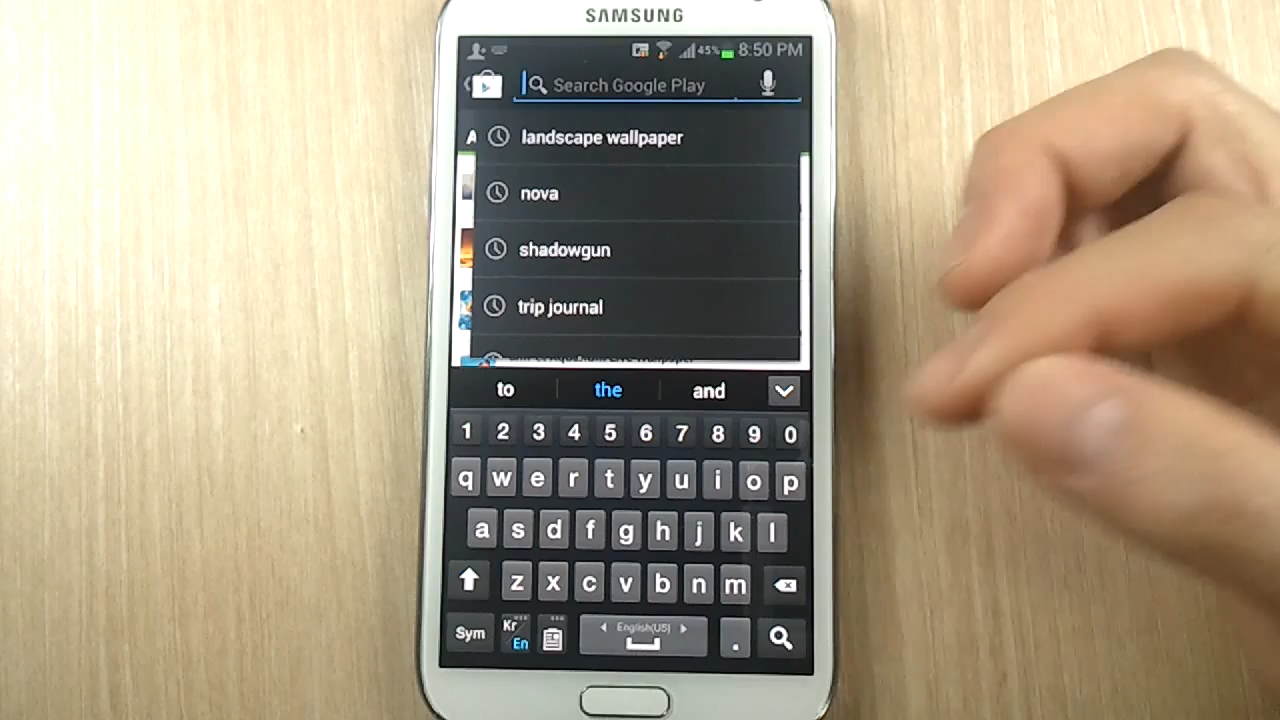 SAMSUNG
45% 8:50 PM
Search Google Play
A
landscape wallpaper
nova
shadowgun
trip journal
to the and
1 2 3 4 5 6 7 8 9 0
q w e r t y u i o p
a s d f g h j k l
z x c v b n m
Sym Kr/En English(US) .